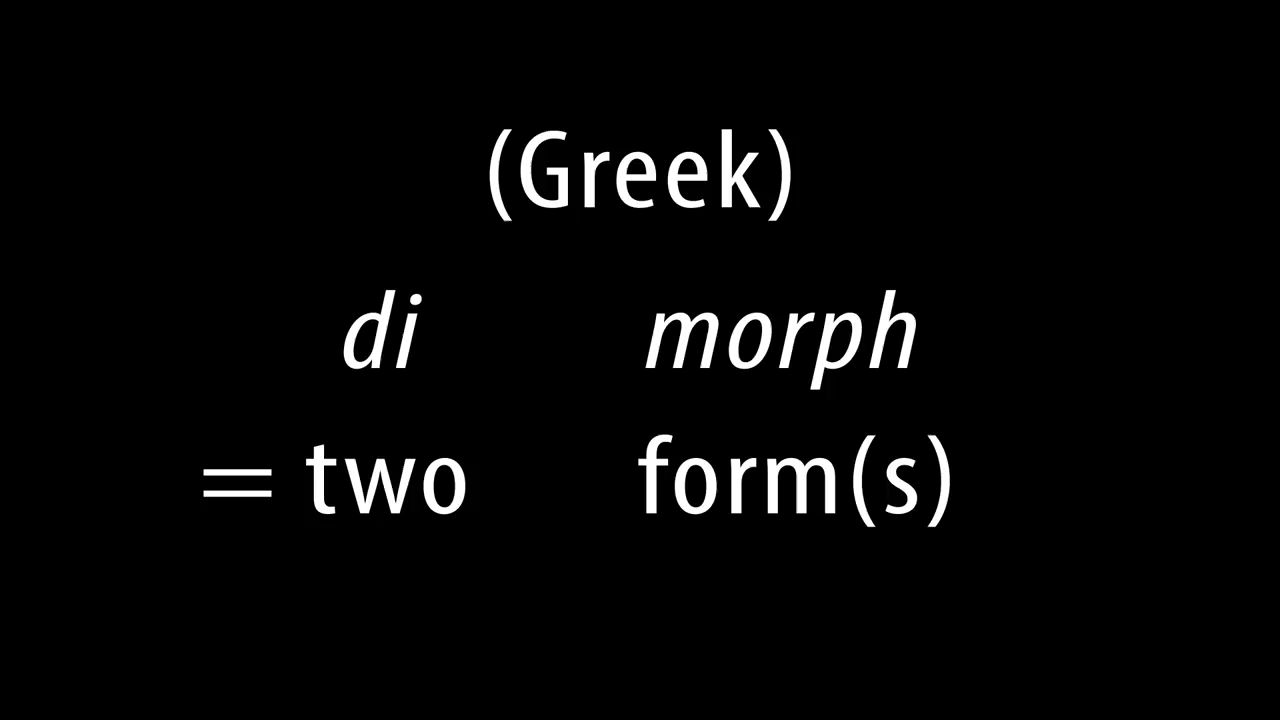 (Greek)
di morph
= two form(s)